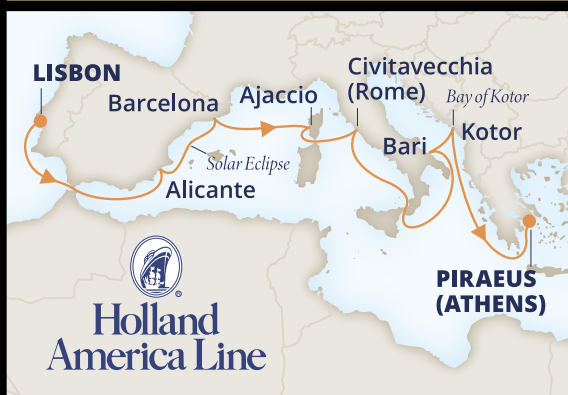 LISBON
Barcelona
Ajaccio
Civitavecchia
(Rome)
Bay of Kotor
Kotor
Bari
Solar Eclipse
Alicante
PIRAEUS
(ATHENS)
Holland
America Line
®